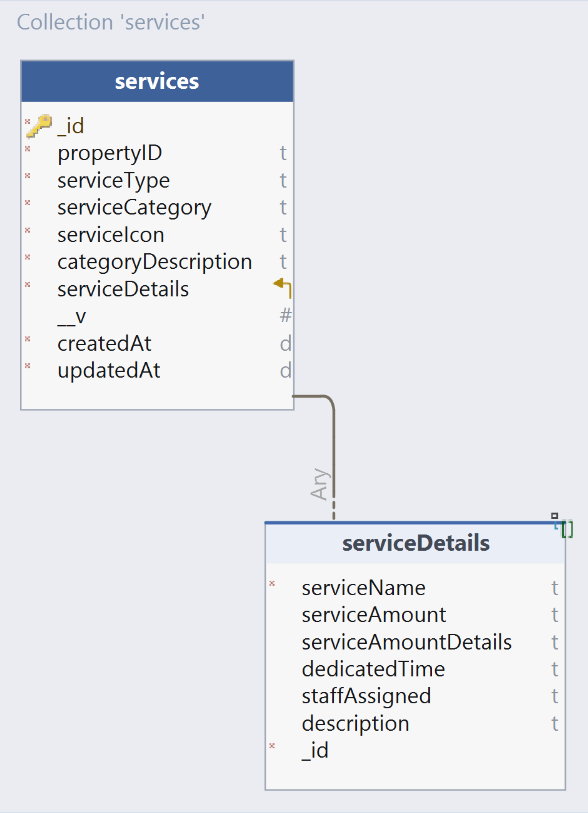 Collection 'services'
services
* _id
* propertyID t
* serviceType t
* serviceCategory t
* serviceIcon t
* categoryDescription t
* serviceDetails
__v #
* createdAt d
* updatedAt d
Ary
serviceDetails
* serviceName t
serviceAmount t
serviceAmountDetails t
dedicatedTime t
staffAssigned t
description t
* _id